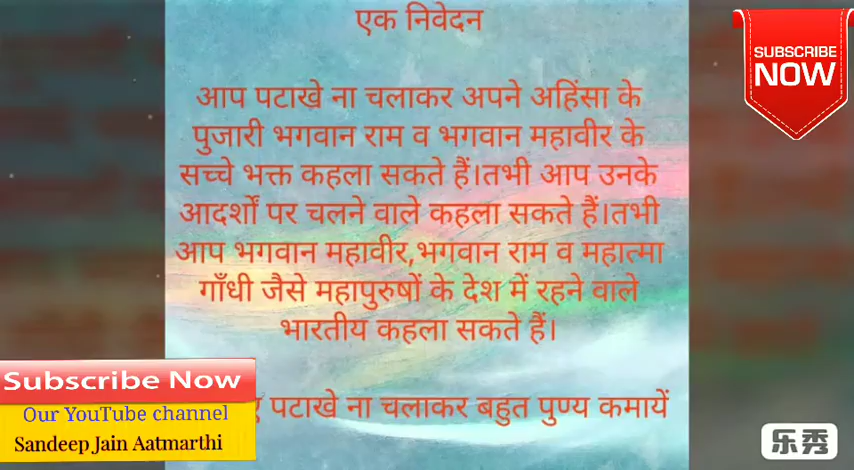 एक निवेदन
आप पटाखे ना चलाकर अपने अहिंसा के
पुजारी भगवान राम व भगवान महावीर के
सच्चे भक्त कहला सकते हैं।तभी आप उनके
आदर्शों पर चलने वाले कहला सकते हैं।तभी
आप भगवान महावीर,भगवान राम व महात्मा
गाँधी जैसे महापुरुषों के देश में रहने वाले
भारतीय कहला सकते हैं।
पटाखे ना चलाकर बहुत पुण्य कमायें
SUBSCRIBE
NOW
Subscribe Now
Our YouTube channel
Sandeep Jain Aatmarthi
乐秀